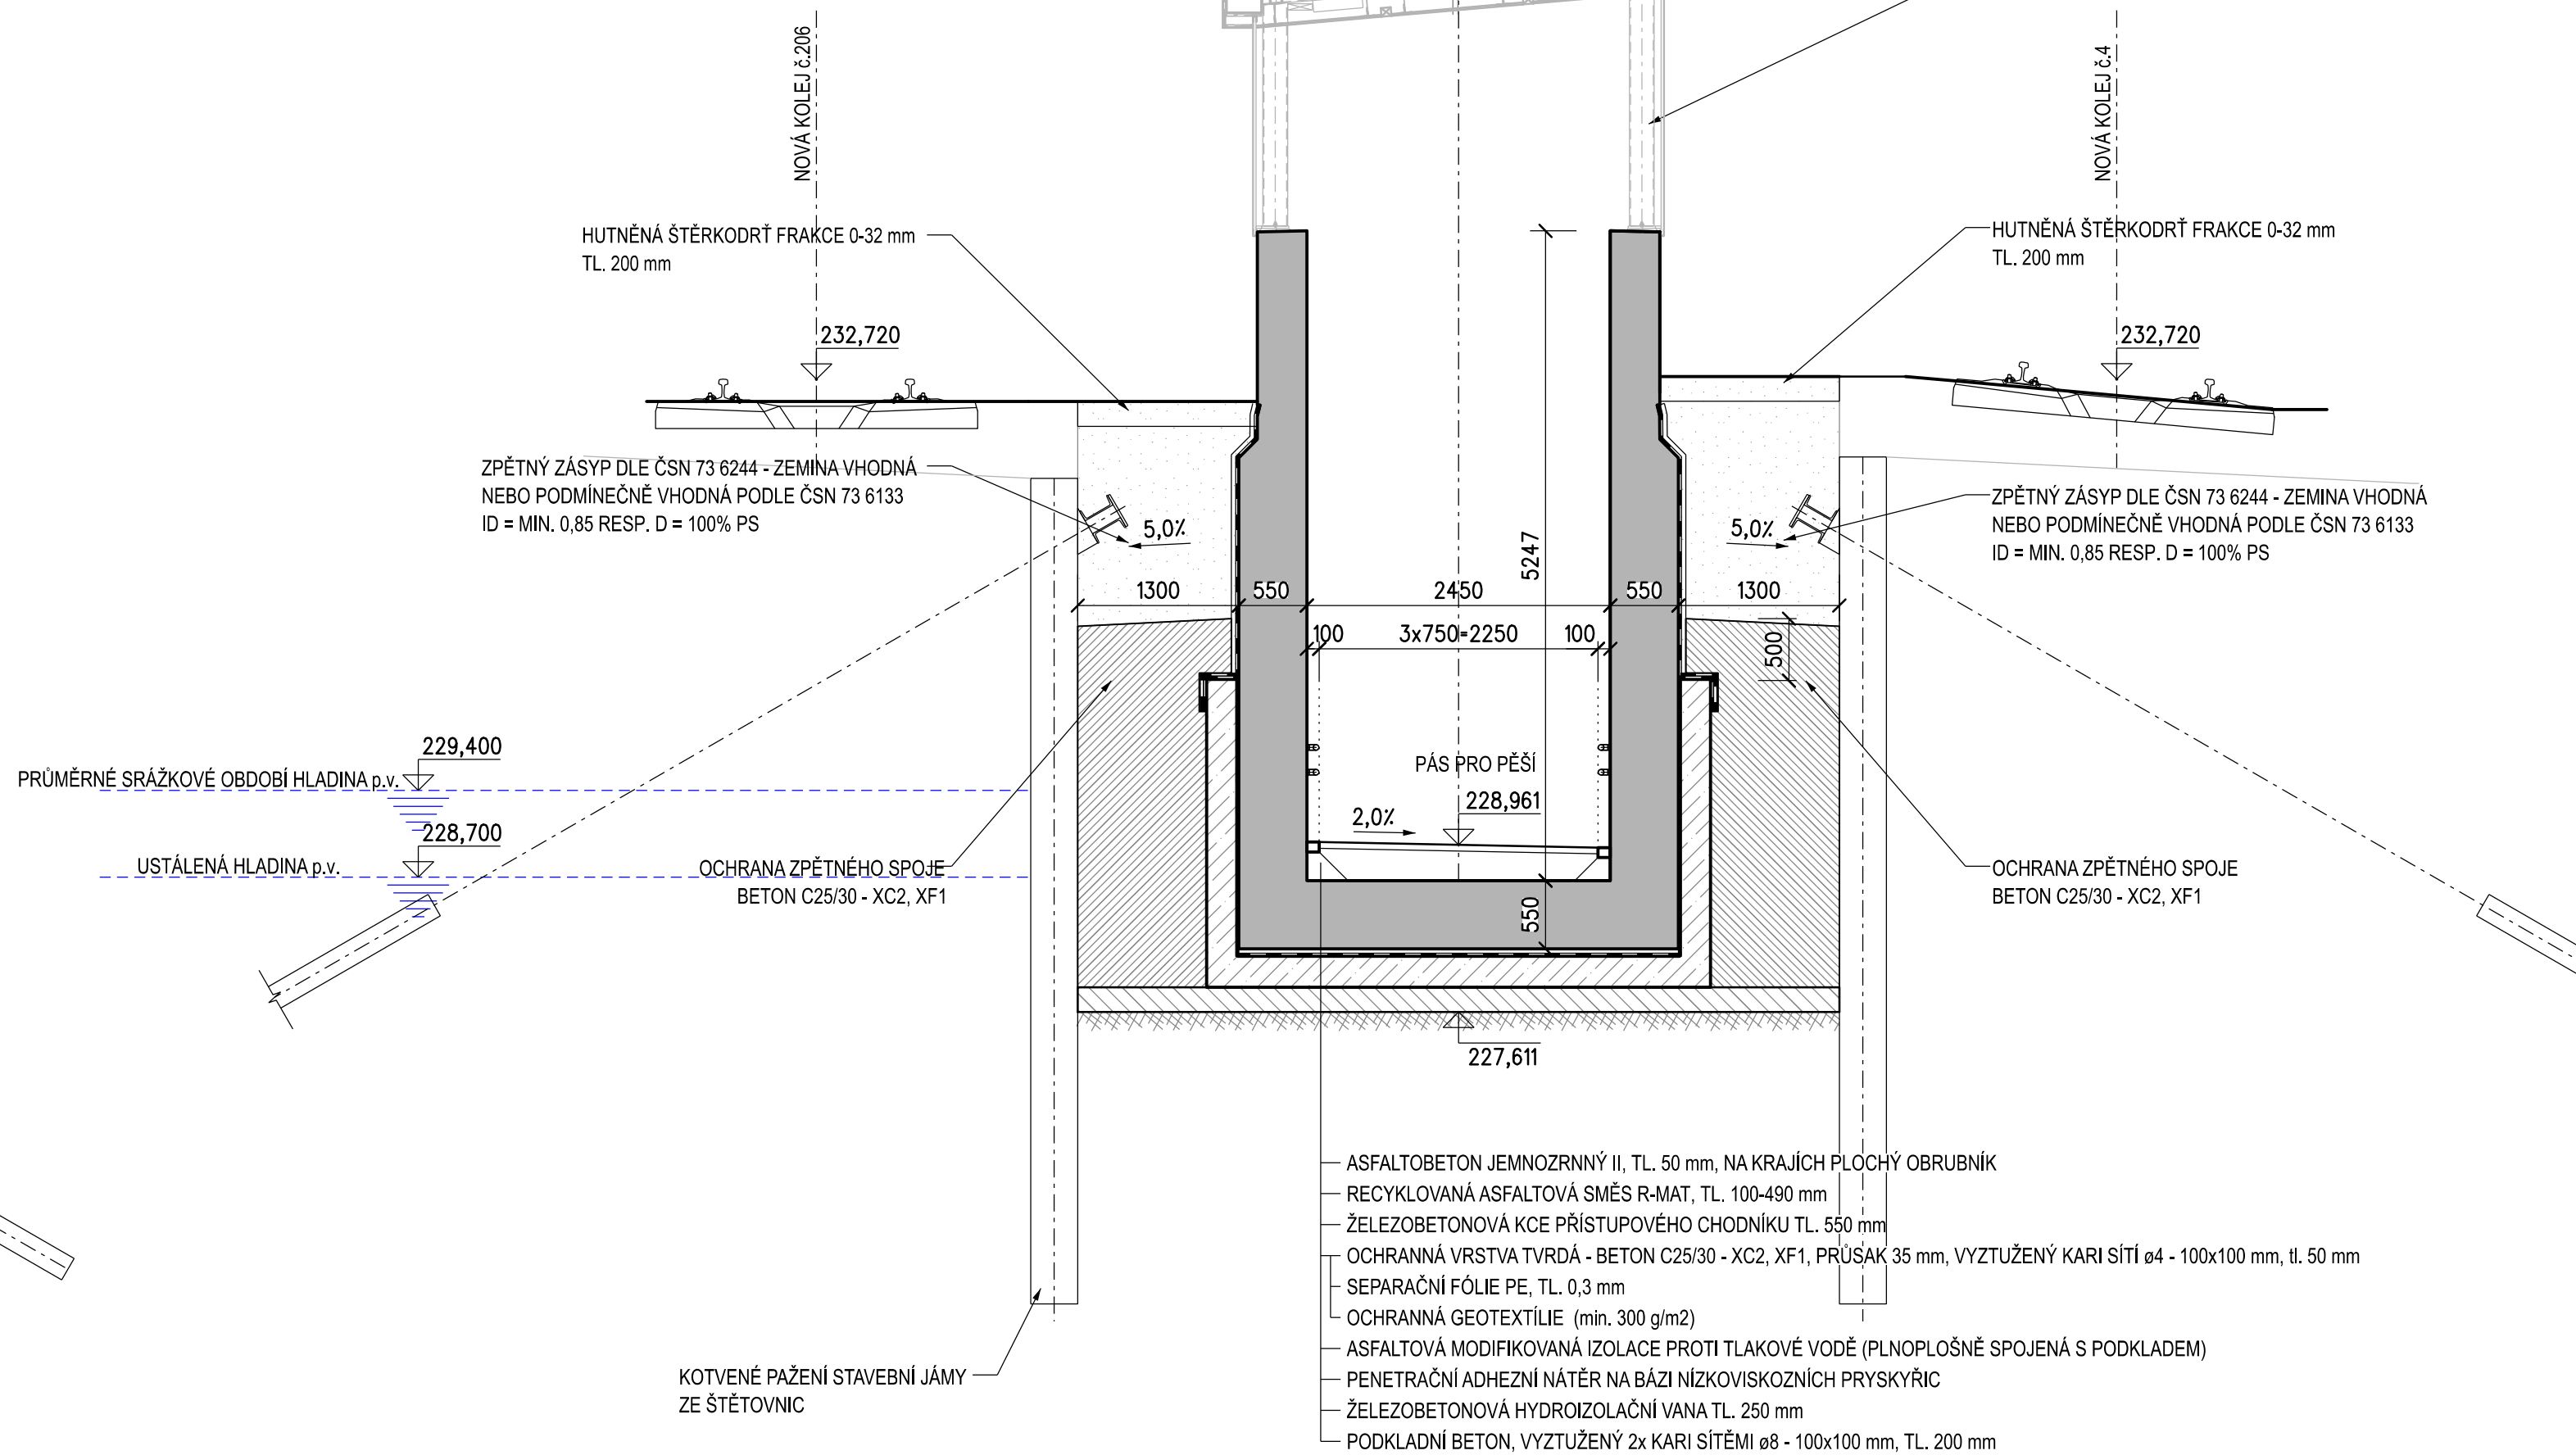 NOVÁ KOLEJ č.206
NOVÁ KOLEJ č.4
HUTNĚNÁ ŠTĚRKODRŤ FRAKCE 0-32 mm
TL. 200 mm
HUTNĚNÁ ŠTĚRKODRŤ FRAKCE 0-32 mm
TL. 200 mm
232,720
232,720
ZPĚTNÝ ZÁSYP DLE ČSN 73 6244 - ZEMINA VHODNÁ
NEBO PODMÍNEČNĚ VHODNÁ PODLE ČSN 73 6133
ID = MIN. 0,85 RESP. D = 100% PS
5,0%
5,0%
ZPĚTNÝ ZÁSYP DLE ČSN 73 6244 - ZEMINA VHODNÁ
NEBO PODMÍNEČNĚ VHODNÁ PODLE ČSN 73 6133
ID = MIN. 0,85 RESP. D = 100% PS
5247
1300 550 2450 550 1300
100 3x750=2250 100
500
229,400
PRŮMĚRNÉ SRÁŽKOVÉ OBDOBÍ HLADINA p.v.
228,700
USTÁLENÁ HLADINA p.v.
PÁS PRO PĚŠÍ
228,961
2,0%
OCHRANA ZPĚTNÉHO SPOJE
BETON C25/30 - XC2, XF1
OCHRANA ZPĚTNÉHO SPOJE
BETON C25/30 - XC2, XF1
550
227,611
ASFALTOBETON JEMNOZRNNÝ II, TL. 50 mm, NA KRAJÍCH PLOCHÝ OBRUBNÍK
RECYKLOVANÁ ASFALTOVÁ SMĚS R-MAT, TL. 100-490 mm
ŽELEZOBETONOVÁ KCE PŘÍSTUPOVÉHO CHODNÍKU TL. 550 mm
OCHRANNÁ VRSTVA TVRDÁ - BETON C25/30 - XC2, XF1, PRŮSAK 35 mm, VYZTUŽENÝ KARI SÍTÍ ø4 - 100x100 mm, tl. 50 mm
SEPARAČNÍ FÓLIE PE, TL. 0,3 mm
OCHRANNÁ GEOTEXTÍLIE (min. 300 g/m2)
ASFALTOVÁ MODIFIKOVANÁ IZOLACE PROTI TLAKOVÉ VODĚ (PLNOPLOŠNĚ SPOJENÁ S PODKLADEM)
PENETRAČNÍ ADHEZNÍ NÁTĚR NA BÁZI NÍZKOVISKOZNÍCH PRYSKYŘIC
ŽELEZOBETONOVÁ HYDROIZOLAČNÍ VANA TL. 250 mm
PODKLADNÍ BETON, VYZTUŽENÝ 2x KARI SÍTĚMI ø8 - 100x100 mm, TL. 200 mm
KOTVENÉ PAŽENÍ STAVEBNÍ JÁMY
ZE ŠTĚTOVNIC